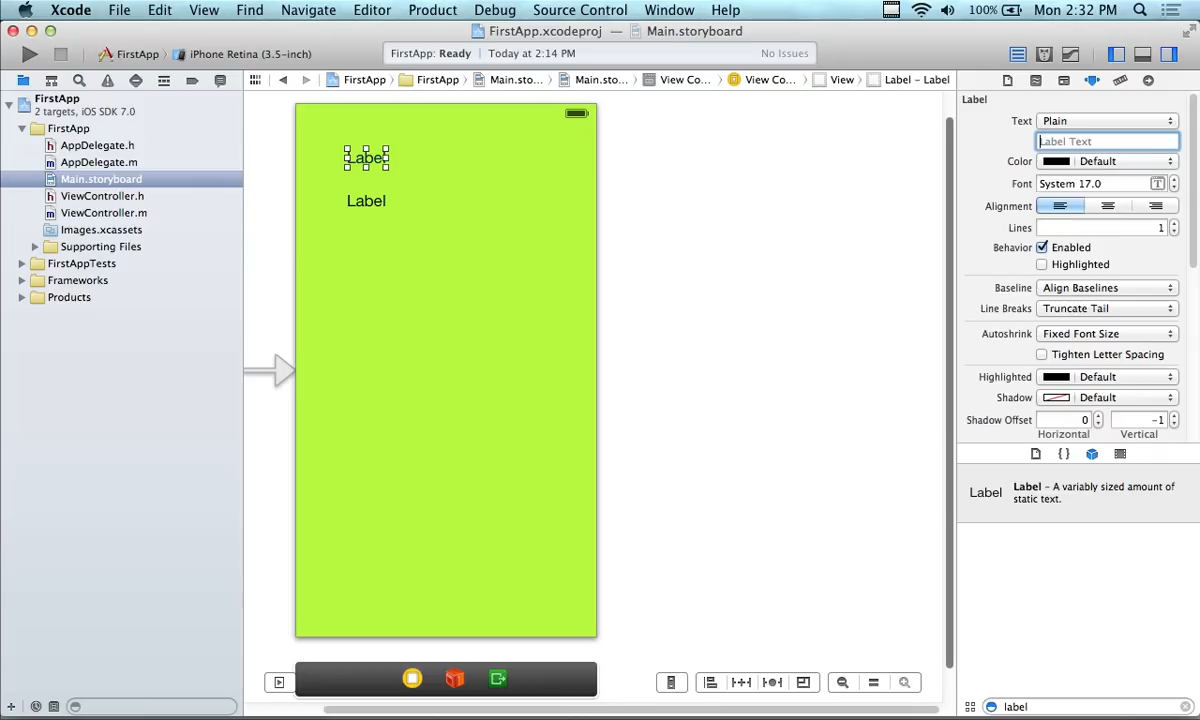 Xcode File Edit View Find Navigate Editor Product Debug Source Control Window Help 100% Mon 2:32 PM
FirstApp.xcodeproj — Main.storyboard
FirstApp 〉 iPhone Retina (3.5-inch)
FirstApp: Ready | Today at 2:14 PM No Issues
FirstApp 〉 FirstApp 〉 Main.sto... 〉 Main.sto... 〉 View Co... 〉 View Co... 〉 View 〉 Label - Label
FirstApp
2 targets, iOS SDK 7.0
FirstApp
AppDelegate.h
AppDelegate.m
Main.storyboard
ViewController.h
ViewController.m
Images.xcassets
Supporting Files
FirstAppTests
Frameworks
Products
Label
Label
Label
Text Plain
Label Text
Color Default
Font System 17.0
Alignment
Lines 1
Behavior Enabled
Highlighted
Baseline Align Baselines
Line Breaks Truncate Tail
Autoshrink Fixed Font Size
Tighten Letter Spacing
Highlighted Default
Shadow Default
Shadow Offset 0 -1
Horizontal Vertical
{ }
Label Label - A variably sized amount of
static text.
label